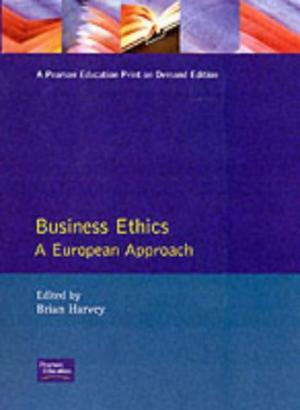 A Pearson Education Print on Demand Edition
Business Ethics
A European Approach
Edited by
Brian Harvey
Pearson
Education